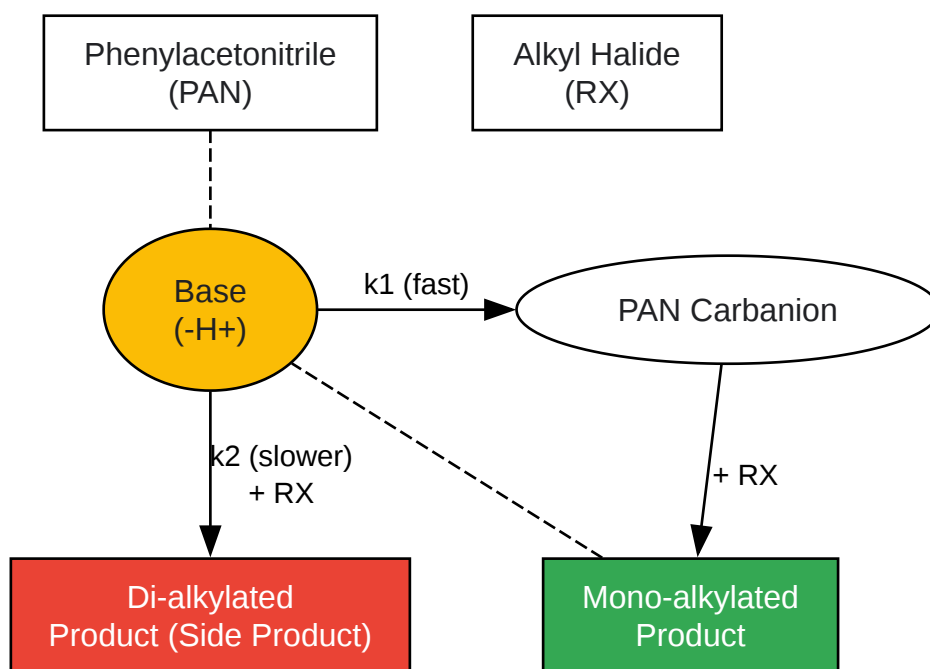 Phenylacetonitrile
(PAN)
Alkyl Halide
(RX)
Base
(-H+)
k1 (fast)
PAN Carbanion
k2 (slower)
+ RX
+ RX
Di-alkylated
Product (Side Product)
Mono-alkylated
Product